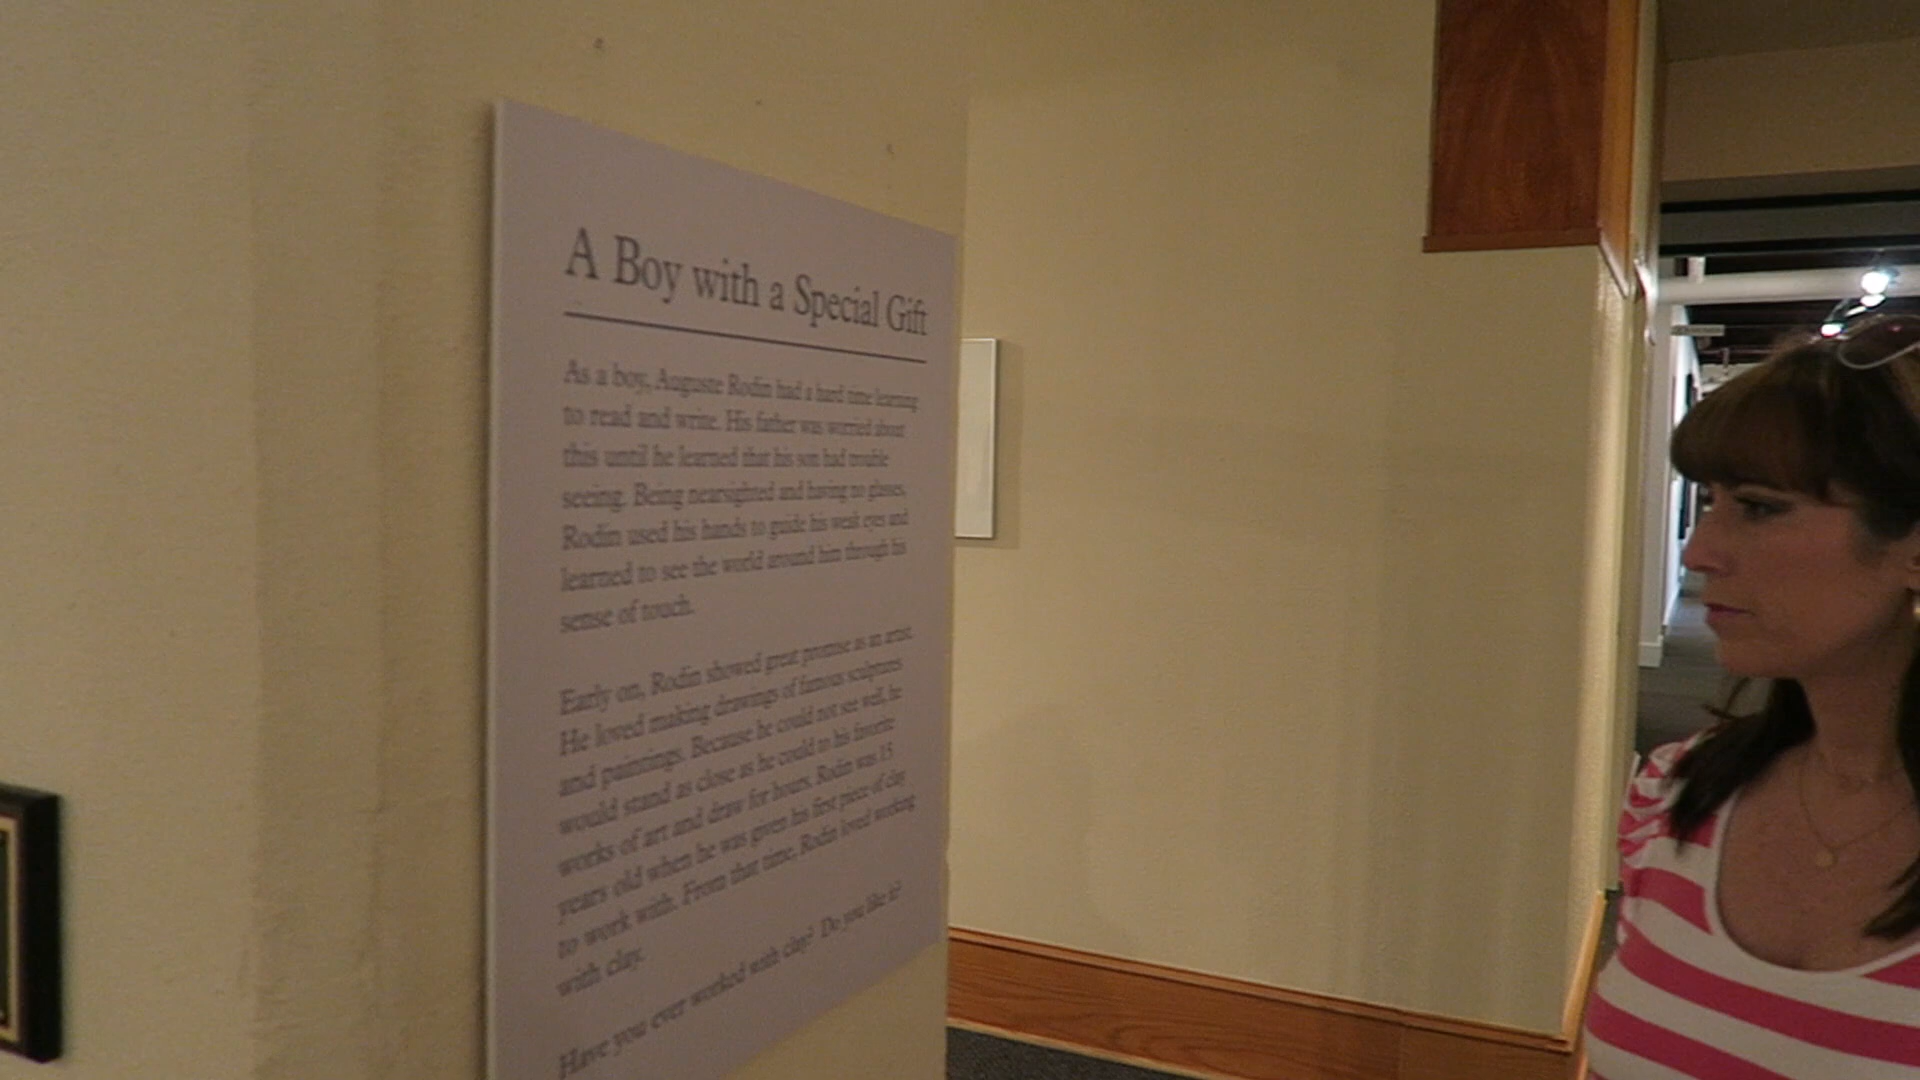 A Boy with a Special Gift
As a boy, Auguste Rodin had a hard time learning
to read and write. His father was worried about
this until he learned that his son had trouble
seeing. Being nearsighted and having no glasses,
Rodin used his hands to guide his weak eyes and
learned to see the world around him through his
sense of touch.
Early on, Rodin showed great promise as an artist.
He loved making drawings of famous sculptures
and paintings. Because he could not see well, he
would stand as close as he could to his favorite
works of art and draw for hours. Rodin was 15
years old when he was given his first piece of clay
to work with. From that time, Rodin loved working
with clay.
Have you ever worked with clay? Do you like it?